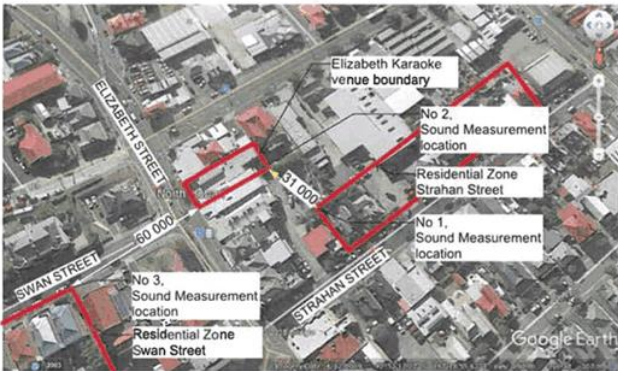 Elizabeth Karaoke
venue boundary
ELIZABETH STREET
No 2,
Sound Measurement
location
Residential Zone
Strahan Street
31 000
No 1,
Sound Measurement
location
60 000
SWAN STREET
STRAHAN STREET
No 3,
Sound Measurement
location
Residential Zone
Swan Street
Google Earth